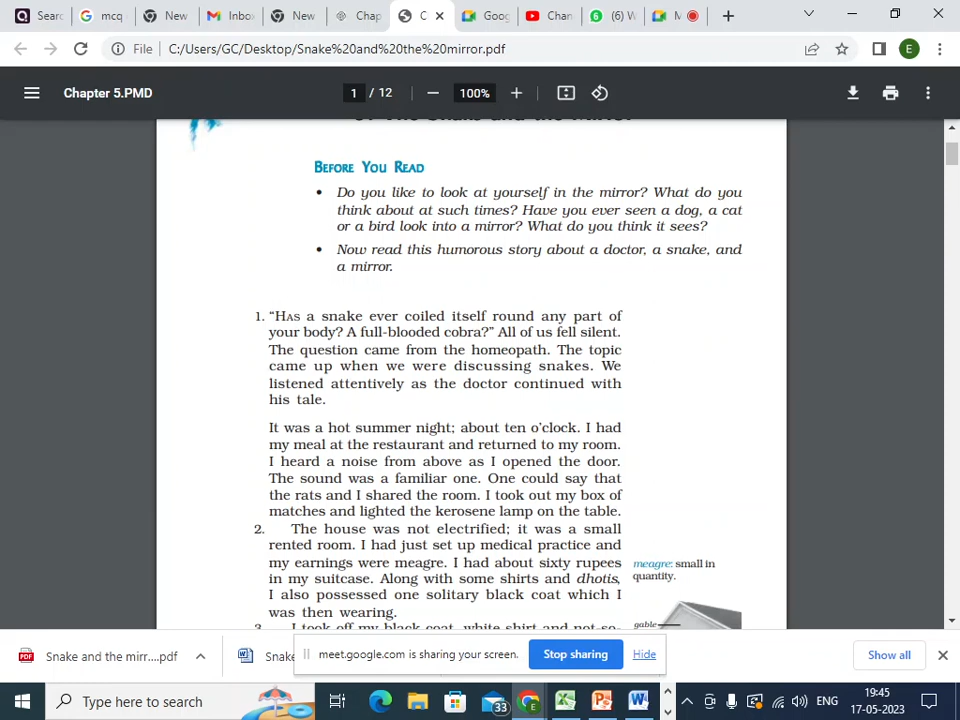 Searc
mcq
New
Inbo
New
Chap
C
Goog
Chan
6
(6) W
M
File
C:/Users/GC/Desktop/Snake%20and%20the%20mirror.pdf
E
Chapter 5.PMD
1 / 12
100%
BEFORE YOU READ
• Do you like to look at yourself in the mirror? What do you
think about at such times? Have you ever seen a dog, a cat
or a bird look into a mirror? What do you think it sees?
• Now read this humorous story about a doctor, a snake, and
a mirror.
1. “HAS a snake ever coiled itself round any part of
your body? A full-blooded cobra?” All of us fell silent.
The question came from the homeopath. The topic
came up when we were discussing snakes. We
listened attentively as the doctor continued with
his tale.
It was a hot summer night; about ten o’clock. I had
my meal at the restaurant and returned to my room.
I heard a noise from above as I opened the door.
The sound was a familiar one. One could say that
the rats and I shared the room. I took out my box of
matches and lighted the kerosene lamp on the table.
2. The house was not electrified; it was a small
rented room. I had just set up medical practice and
my earnings were meagre. I had about sixty rupees
in my suitcase. Along with some shirts and dhotis,
I also possessed one solitary black coat which I
was then wearing.
meagre: small in
quantity.
gable
I took off my black coat, white shirt and not-so-
Snake and the mirr....pdf
Snake
meet.google.com is sharing your screen.
Stop sharing
Hide
Show all
Type here to search
33
ENG
19:45
17-05-2023